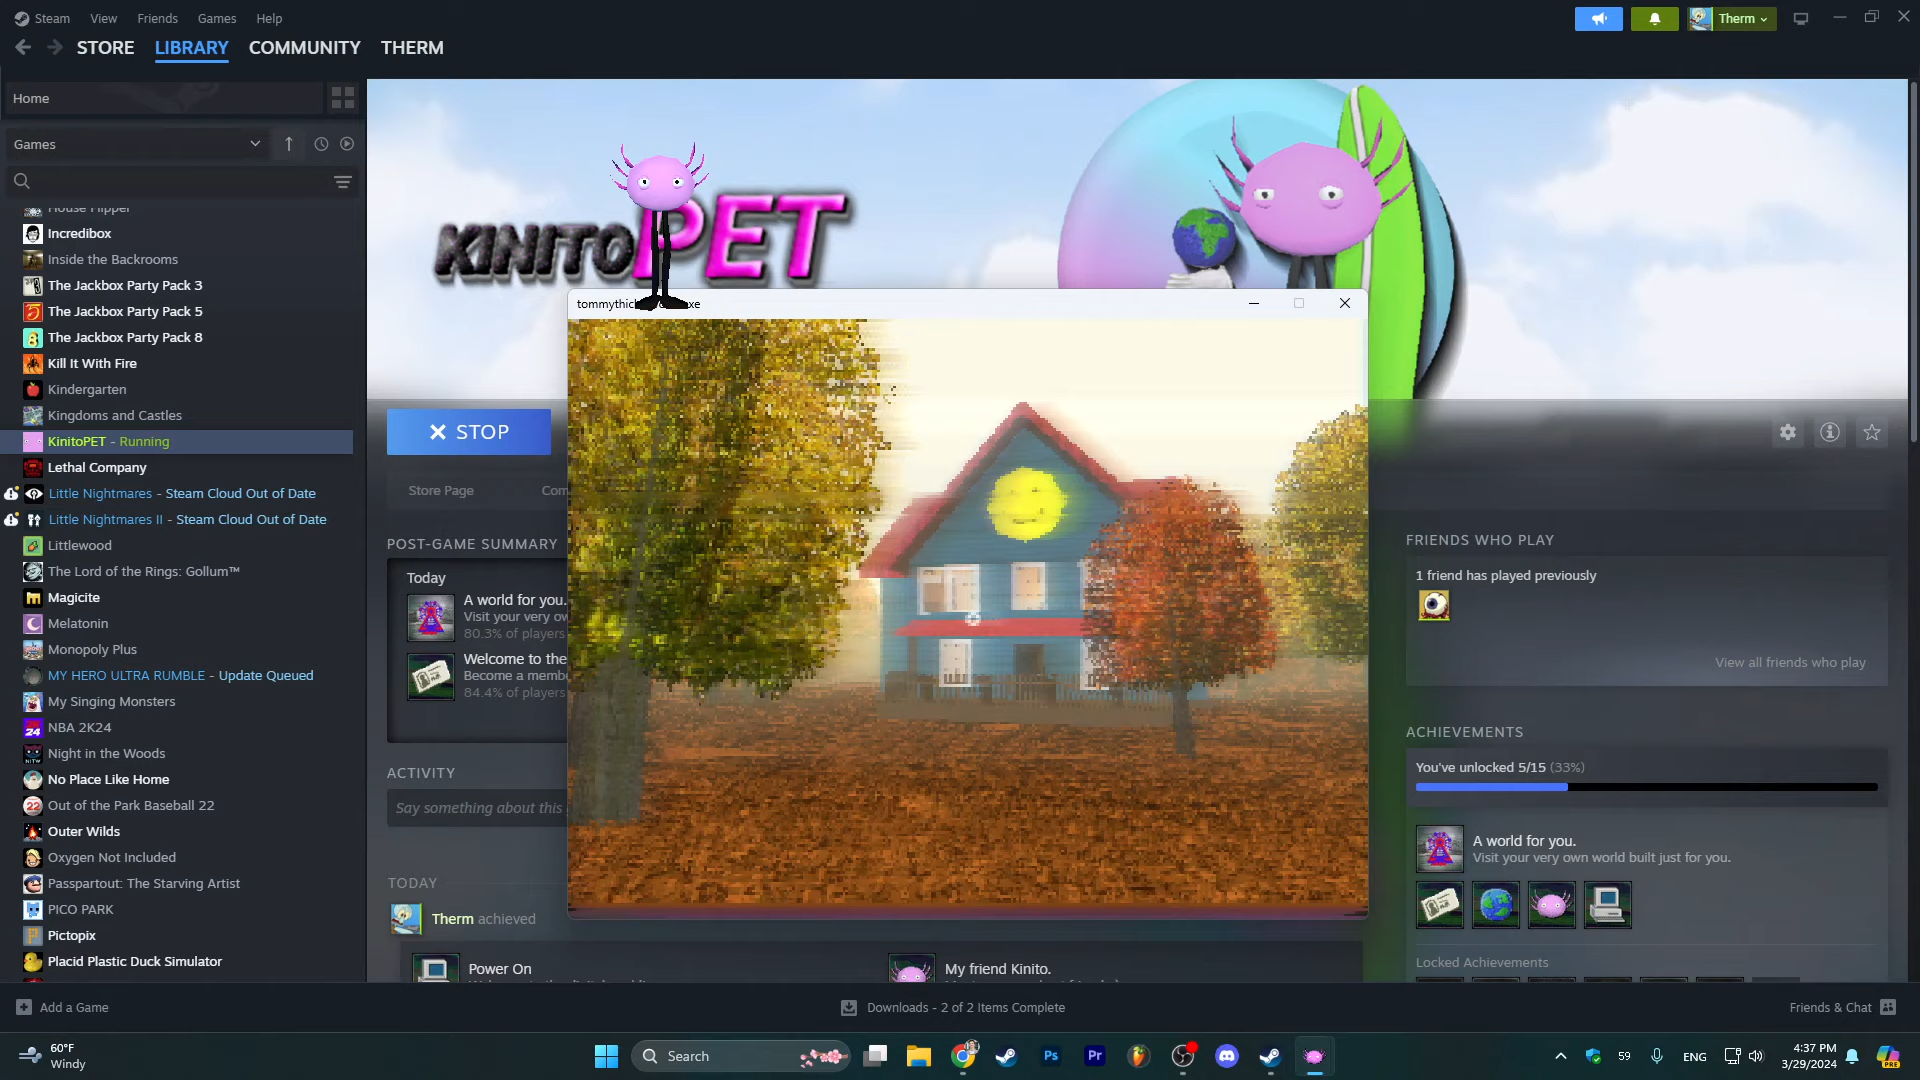 Steam View Friends Games Help Therm
STORE LIBRARY COMMUNITY THERM
Home
Games
House Flipper
Incredibox
Inside the Backrooms
The Jackbox Party Pack 3
The Jackbox Party Pack 5
The Jackbox Party Pack 8
Kill It With Fire
Kindergarten
Kingdoms and Castles
KinitoPET - Running
Lethal Company
Little Nightmares - Steam Cloud Out of Date
Little Nightmares II - Steam Cloud Out of Date
Littlewood
The Lord of the Rings: Gollum™
Magicite
Melatonin
Monopoly Plus
MY HERO ULTRA RUMBLE - Update Queued
My Singing Monsters
NBA 2K24
Night in the Woods
No Place Like Home
Out of the Park Baseball 22
Outer Wilds
Oxygen Not Included
Passpartout: The Starving Artist
PICO PARK
Pictopix
Placid Plastic Duck Simulator
KINITOPET
STOP
Store Page
POST-GAME SUMMARY
Today
A world for you.
Visit your very
80.3% of players
Welcome to the
Become a
84.4% of players
ACTIVITY
Say something about this
TODAY
Therm achieved
Power On
My friend Kinito.
FRIENDS WHO PLAY
1 friend has played previously
View all friends who play
ACHIEVEMENTS
You've unlocked 5/15 (33%)
A world for you.
Visit your very own world built just for you.
Locked Achievements
Add a Game
Downloads - 2 of 2 Items Complete
Friends & Chat
60°F
Windy
Search
Ps
Pr
59
ENG
4:37 PM
3/29/2024
PRE